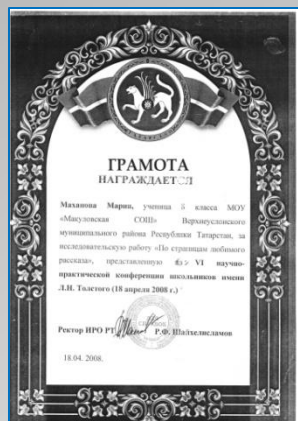 ГРАМОТА
НАГРАЖДАЕТСЯ
Маханова Мария, ученица 8 класса МОУ
«Макуловская СОШ» Верхнеуслонского
муниципального района Республики Татарстан, за
исследовательскую работу «По страницам любимого
рассказа», представленную VI научно-
практической конференции школьников имени
Л.Н. Толстого (18 апреля 2008 г.)
Ректор ИРО РТ Р.Ф. Шайхелисламов
18.04. 2008.